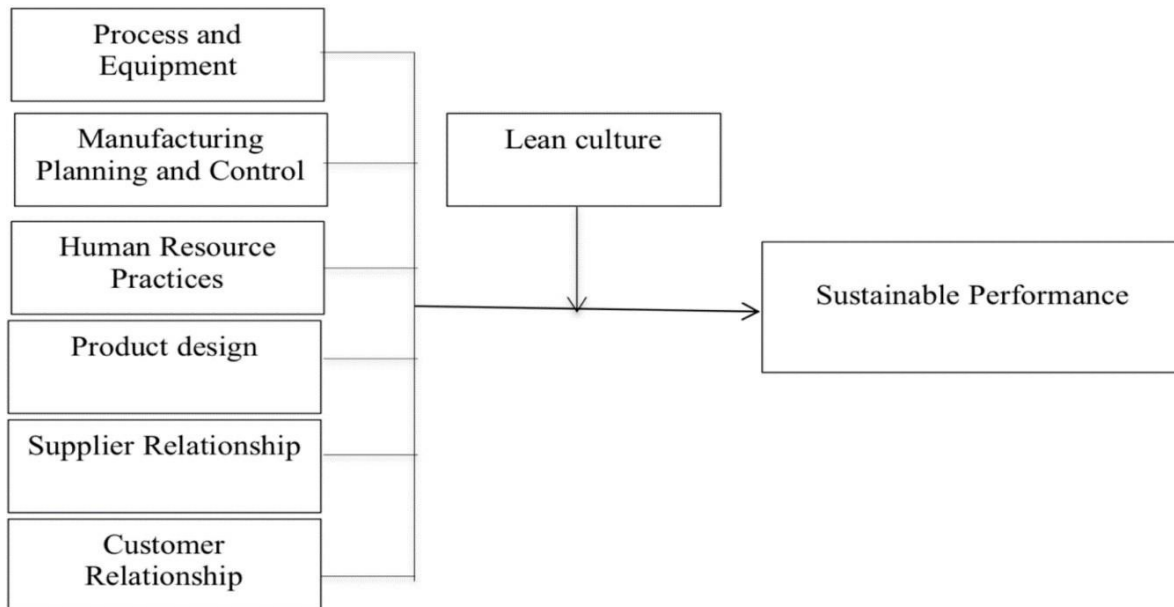 Process and
Equipment
Manufacturing
Planning and Control
Human Resource
Practices
Product design
Supplier Relationship
Customer
Relationship
Lean culture
Sustainable Performance